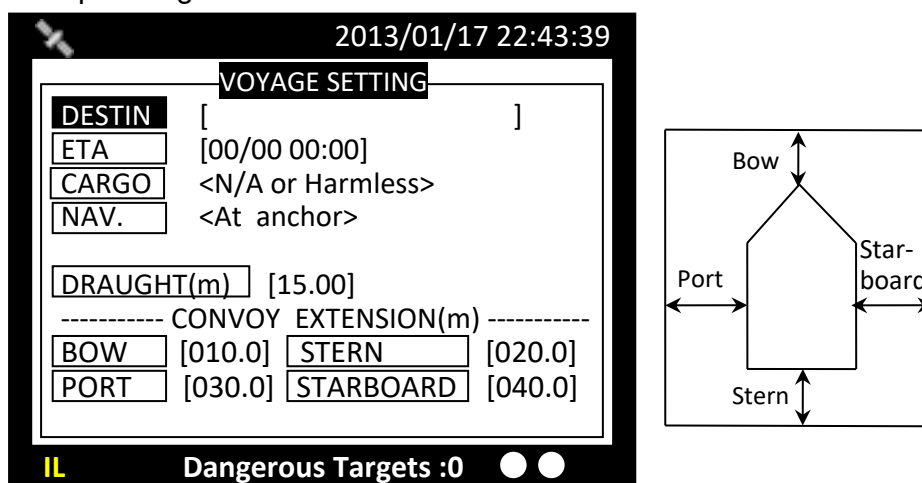 2013/01/17 22:43:39
VOYAGE SETTING
DESTIN [ ]
ETA [00/00 00:00]
CARGO <N/A or Harmless>
NAV. <At anchor>
DRAUGHT(m) [15.00]
----------- CONVOY EXTENSION(m) -----------
BOW [010.0] STERN [020.0]
PORT [030.0] STARBOARD [040.0]
IL Dangerous Targets :0
Bow
Port
Star-
board
Stern